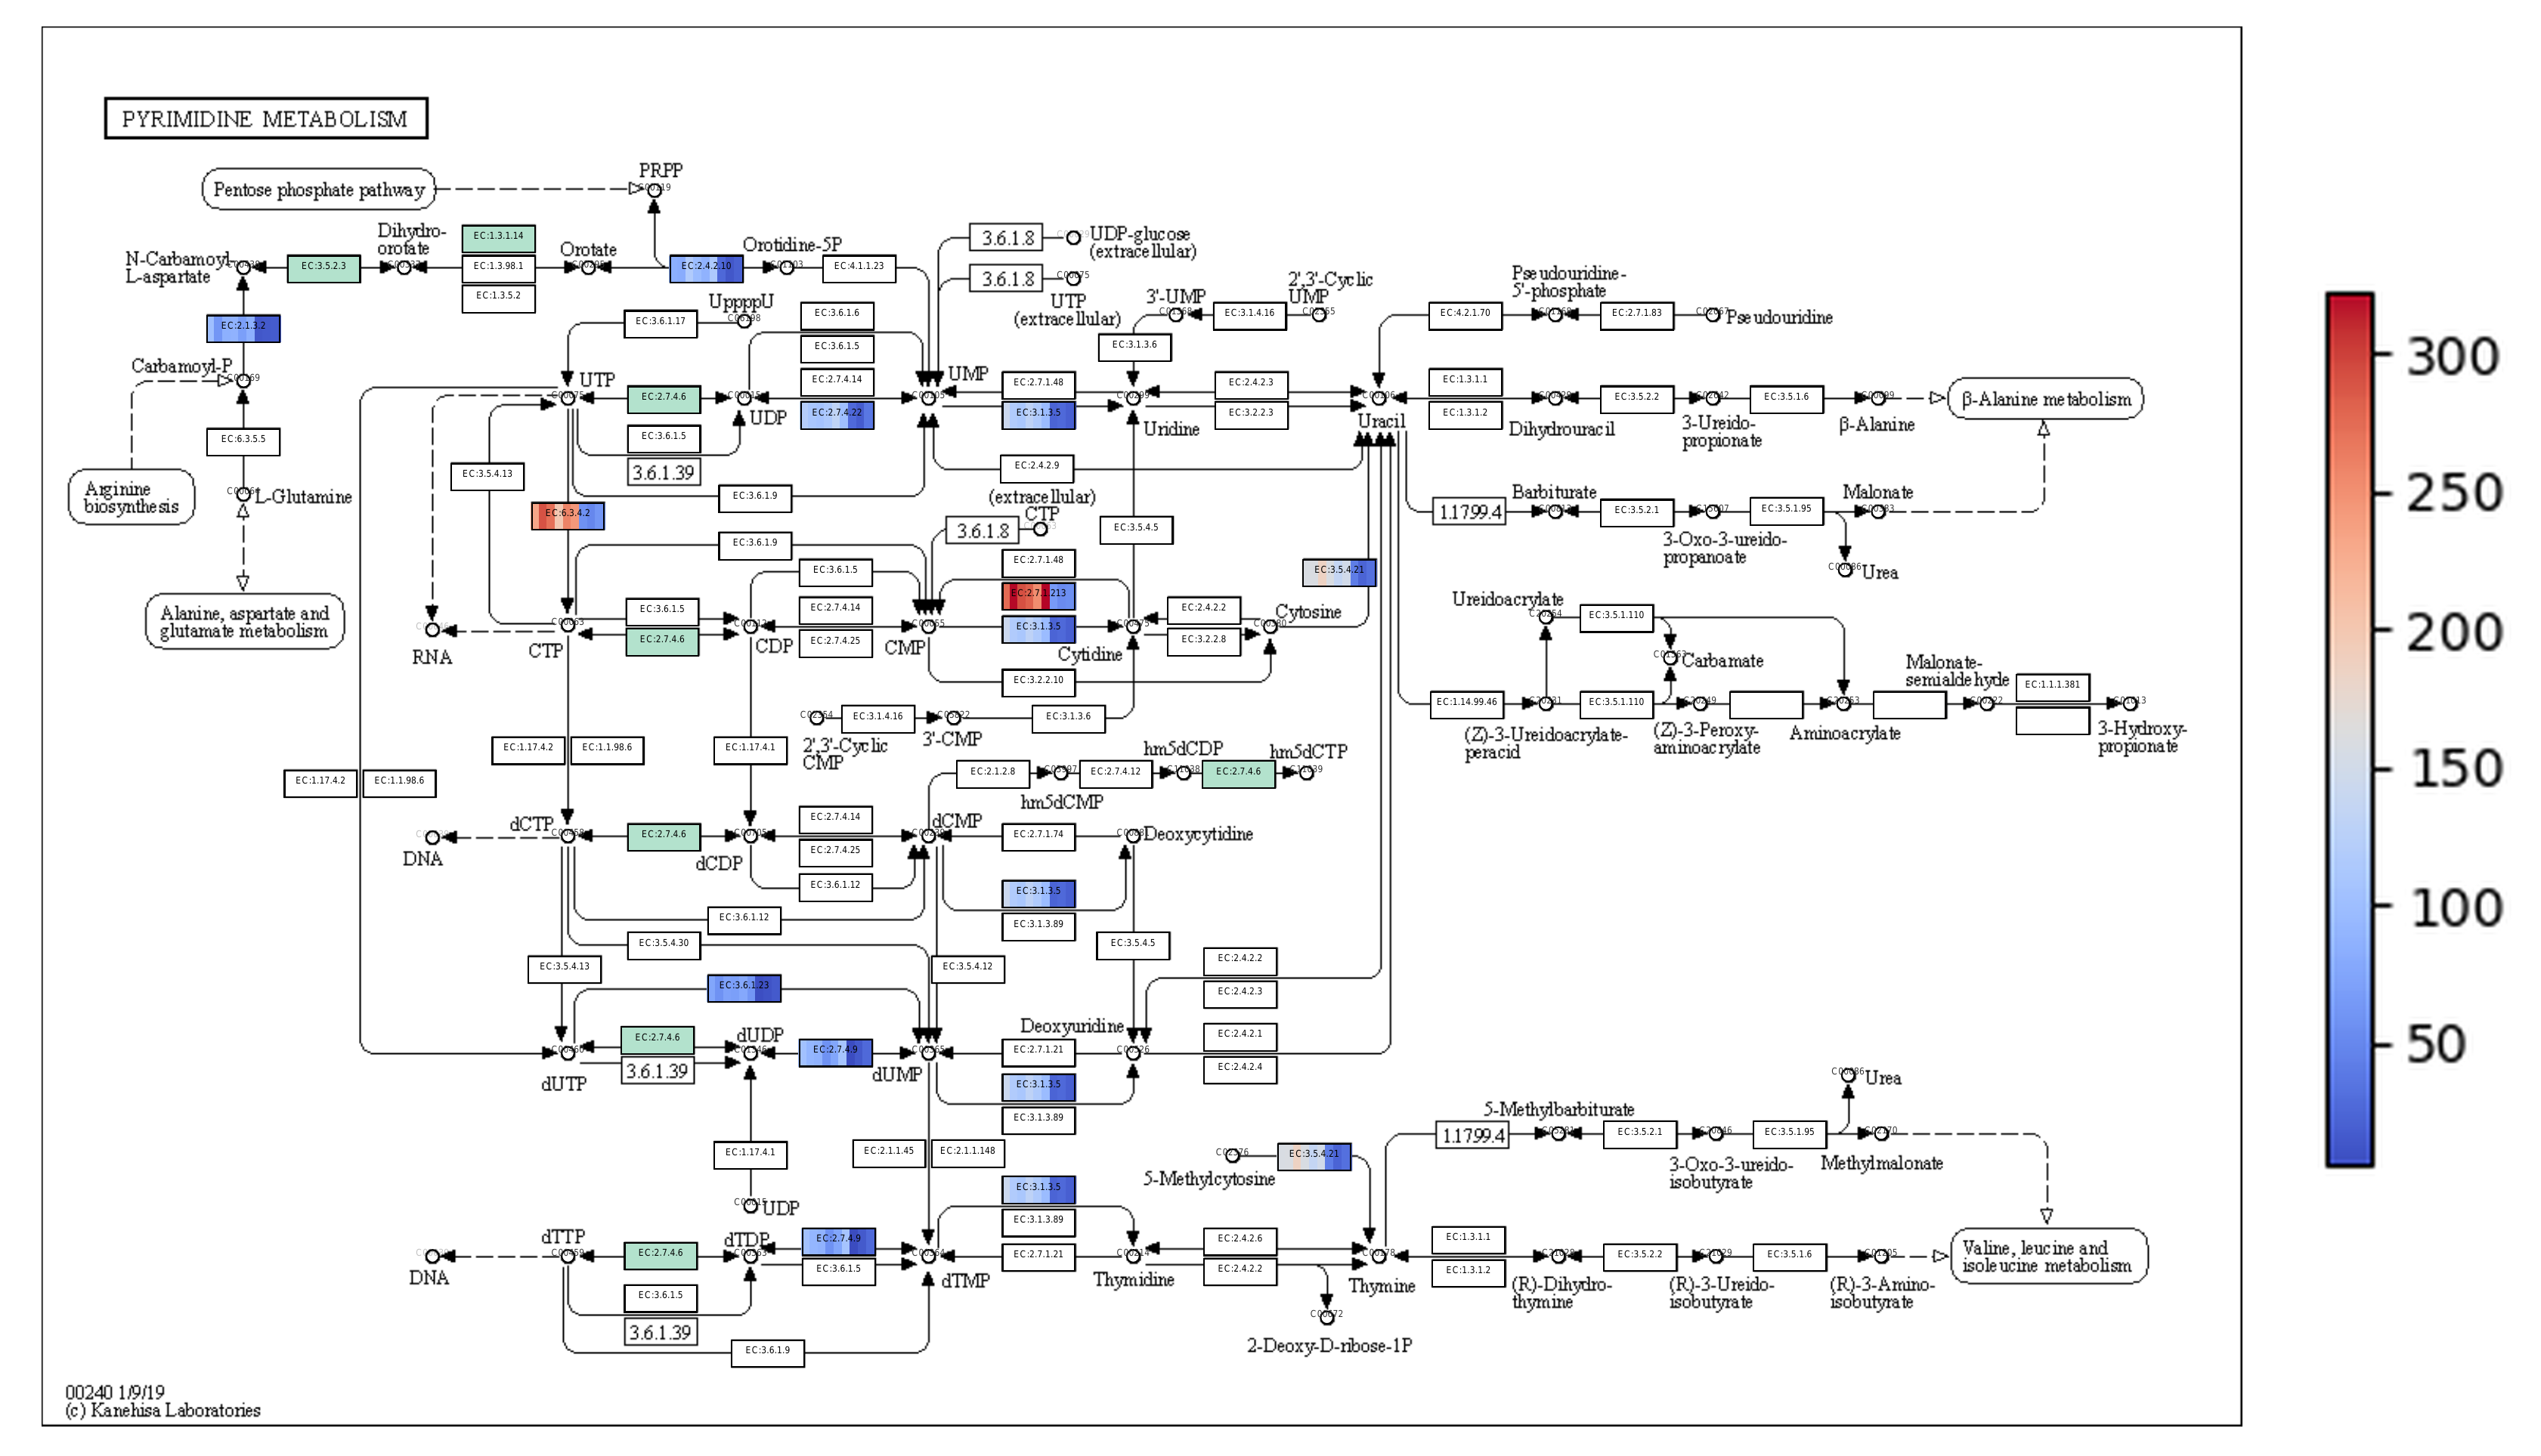 PYRIMIDINE METABOLISM
PRPP
Pentose phosphate pathway
C00119
N-Carbamoyl-
L-aspartate
EC:3.5.2.3
Dihydro-
orotate
EC:1.3.1.14
EC:1.3.98.1
EC:1.3.5.2
Orotate
EC:2.4.2.10
Orotidine-5P
EC:4.1.1.23
3.6.1.8
UDP-glucose
(extracellular)
3.6.1.8
UTP
(extracellular)
EC:2.1.3.2
Carbamoyl-P
EC:6.3.5.5
Arginine
biosynthesis
L-Glutamine
Alanine, aspartate and
glutamate metabolism
UppppU
EC:3.6.1.17
EC:3.6.1.6
EC:3.6.1.5
EC:2.7.4.14
EC:2.7.4.22
UTP
EC:2.7.4.6
UDP
EC:3.6.1.5
3.6.1.39
EC:3.6.1.9
EC:3.5.4.13
EC:6.3.4.2
UMP
EC:2.7.1.48
EC:3.1.3.5
3'-UMP
EC:3.1.4.16
2',3'-Cyclic
UMP
EC:3.1.3.6
Uridine
EC:2.4.2.3
EC:3.2.2.3
Uracil
EC:2.4.2.9
Pseudouridine-
5'-phosphate
EC:4.2.1.70
EC:2.7.1.83
Pseudouridine
EC:1.3.1.1
EC:1.3.1.2
Dihydrouracil
EC:3.5.2.2
3-Ureido-
propionate
EC:3.5.1.6
β-Alanine
β-Alanine metabolism
1.1799.4
Barbiturate
EC:3.5.2.1
3-Oxo-3-ureido-
propanoate
EC:3.5.1.95
Malonate
Urea
(extracellular)
CTP
3.6.1.8
EC:3.5.4.5
EC:3.6.1.9
EC:3.6.1.5
EC:2.7.1.48
EC:2.7.1.213
EC:3.1.3.5
EC:3.5.4.21
RNA
CTP
EC:3.6.1.5
EC:2.7.4.6
CDP
EC:2.7.4.14
EC:2.7.4.25
CMP
Cytidine
EC:2.4.2.2
EC:3.2.2.8
Cytosine
EC:3.2.2.10
Ureidoacrylate
EC:3.5.1.110
Carbamate
EC:1.14.99.46
(Z)-3-Ureidoacrylate-
peracid
EC:3.5.1.110
(Z)-3-Peroxy-
aminoacrylate
Aminoacrylate
Malonate-
semialdehyde
EC:1.1.1.381
3-Hydroxy-
propionate
EC:3.1.4.16
EC:3.1.3.6
2',3'-Cyclic
CMP
3'-CMP
EC:1.17.4.2
EC:1.1.98.6
EC:1.17.4.1
EC:1.17.4.2
EC:1.1.98.6
EC:2.1.2.8
hm5dCMP
EC:2.7.4.12
hm5dCDP
EC:2.7.4.6
hm5dCTP
DNA
dCTP
EC:2.7.4.6
dCDP
EC:2.7.4.14
EC:2.7.4.25
EC:3.6.1.12
dCMP
EC:2.7.1.74
Deoxycytidine
EC:3.1.3.5
EC:3.1.3.89
EC:3.6.1.12
EC:3.5.4.30
EC:3.5.4.13
EC:3.5.4.12
EC:3.5.4.5
EC:3.6.1.23
EC:2.4.2.2
EC:2.4.2.3
EC:2.4.2.1
EC:2.4.2.4
dUTP
EC:2.7.4.6
3.6.1.39
dUDP
EC:2.7.4.9
dUMP
Deoxyuridine
EC:2.7.1.21
EC:3.1.3.5
EC:3.1.3.89
EC:1.17.4.1
UDP
EC:2.1.1.45
EC:2.1.1.148
5-Methylcytosine
EC:3.5.4.21
EC:3.1.3.5
EC:3.1.3.89
DNA
dTTP
EC:2.7.4.6
dTDP
EC:2.7.4.9
EC:3.6.1.5
dTMP
EC:2.7.1.21
Thymidine
EC:2.4.2.6
EC:2.4.2.2
Thymine
2-Deoxy-D-ribose-1P
EC:3.6.1.5
3.6.1.39
EC:3.6.1.9
1.1799.4
5-Methylbarbiturate
EC:3.5.2.1
3-Oxo-3-ureido-
isobutyrate
EC:3.5.1.95
Methylmalonate
Urea
EC:1.3.1.1
EC:1.3.1.2
(R)-Dihydro-
thymine
EC:3.5.2.2
(R)-3-Ureido-
isobutyrate
EC:3.5.1.6
(R)-3-Amino-
isobutyrate
Valine, leucine and
isoleucine metabolism
00240 1/9/19
(c) Kanehisa Laboratories
300
250
200
150
100
50